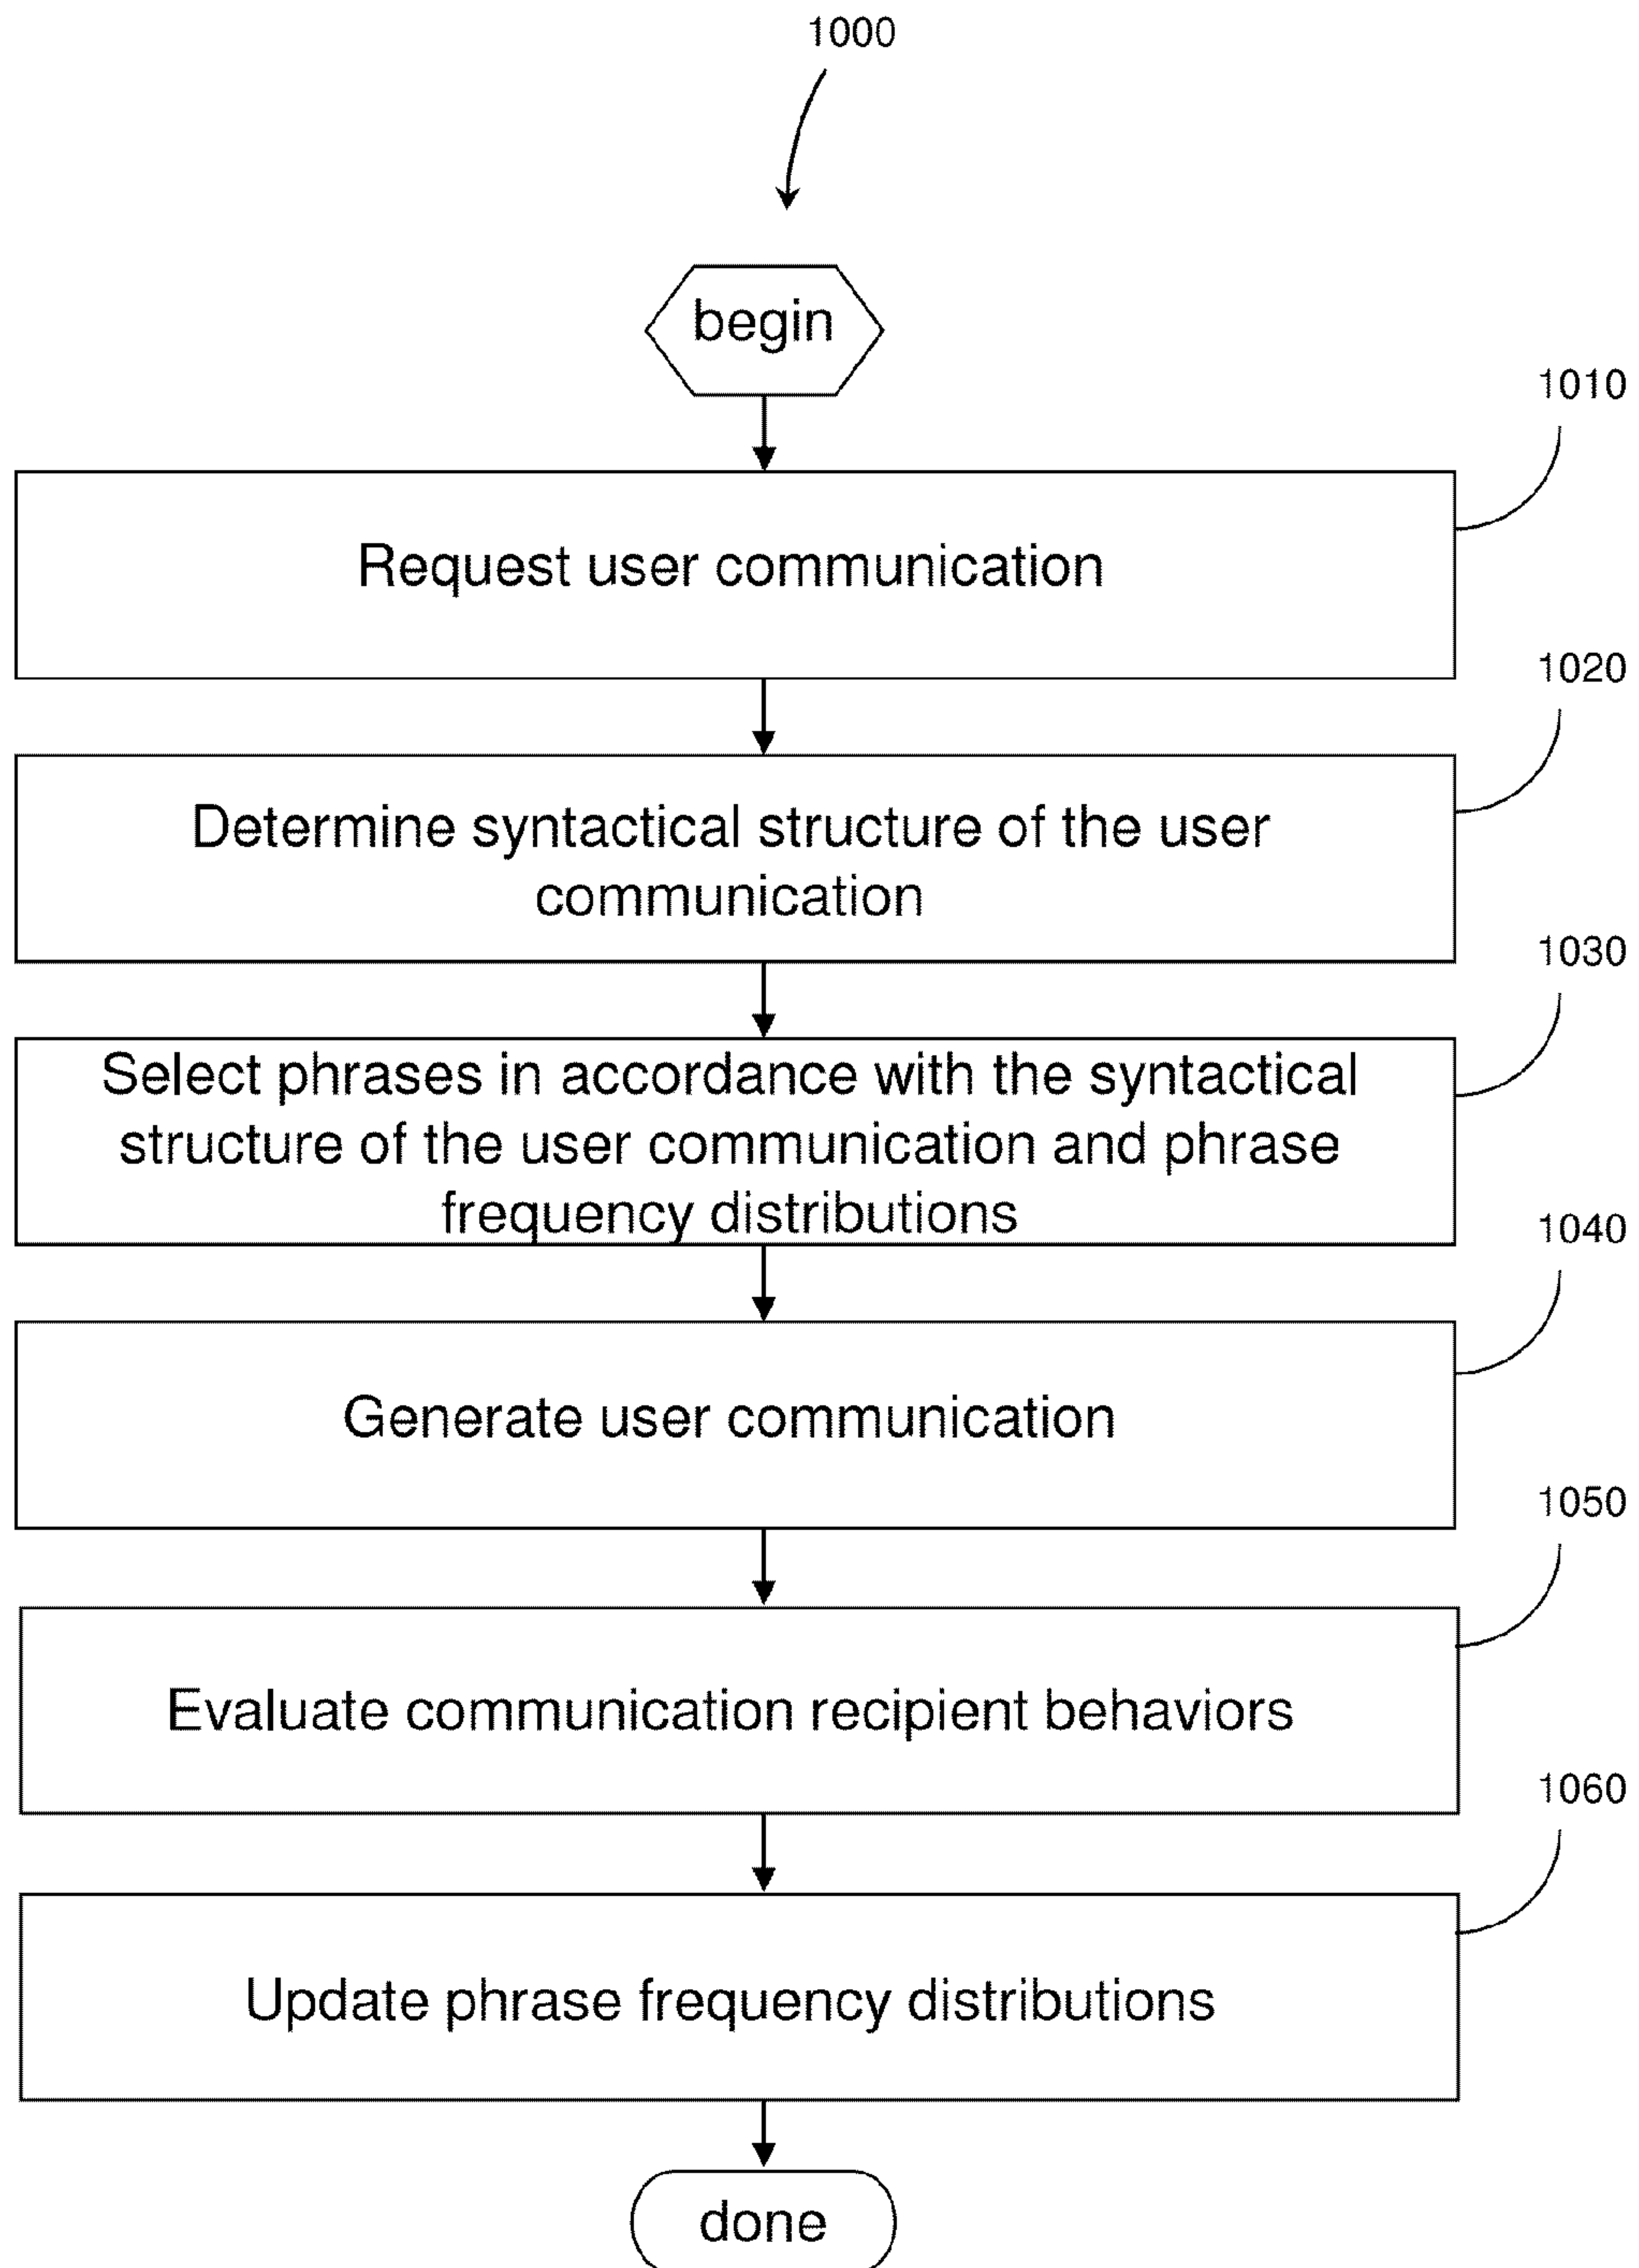 1000
begin
1010
Request user communication
1020
Determine syntactical structure of the user
communication
1030
Select phrases in accordance with the syntactical
structure of the user communication and phrase
frequency distributions
1040
Generate user communication
1050
Evaluate communication recipient behaviors
1060
Update phrase frequency distributions
done